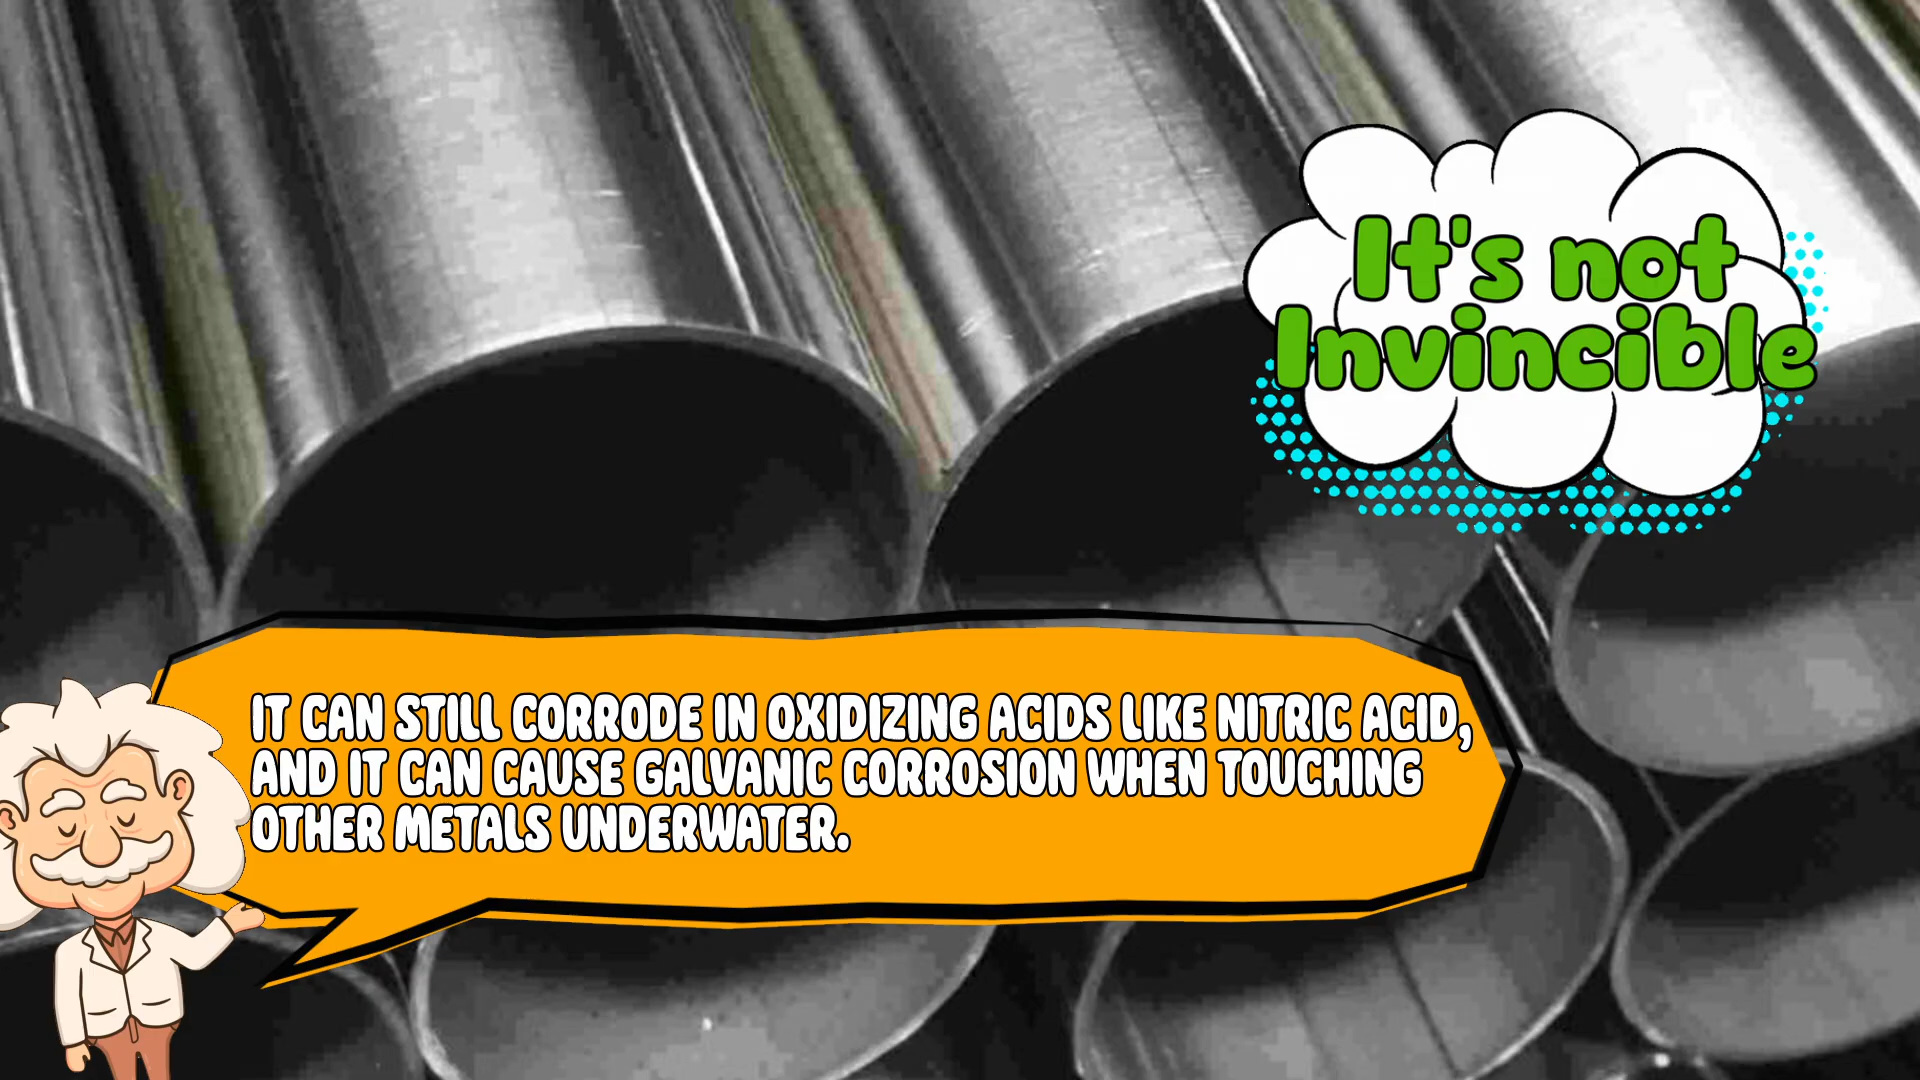 It's not
Invincible
IT CAN STILL CORRODE IN OXIDIZING ACIDS LIKE NITRIC ACID,
AND IT CAN CAUSE GALVANIC CORROSION WHEN TOUCHING
OTHER METALS UNDERWATER.